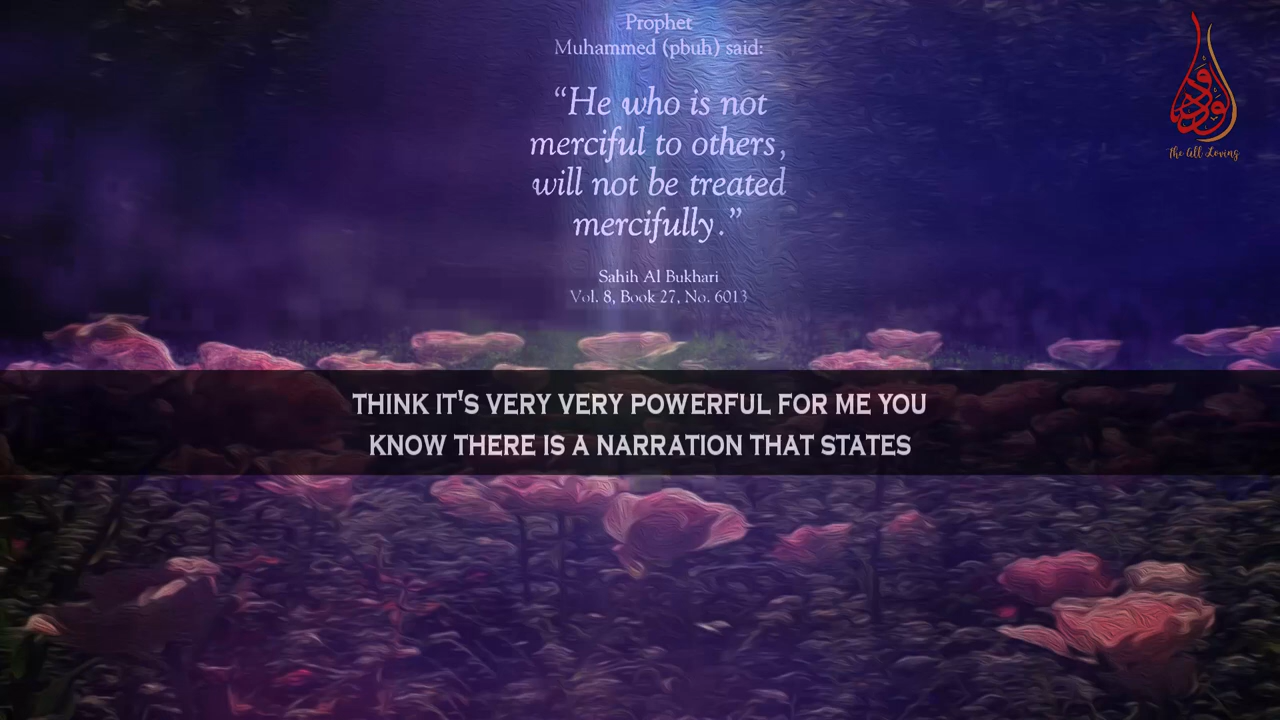 Prophet
Muhammed (pbuh) said:
“He who is not
merciful to others,
will not be treated
mercifully.”
Sahih Al Bukhari
Vol. 8, Book 27, No. 6013
الودود
The All Loving
THINK IT'S VERY VERY POWERFUL FOR ME YOU
KNOW THERE IS A NARRATION THAT STATES